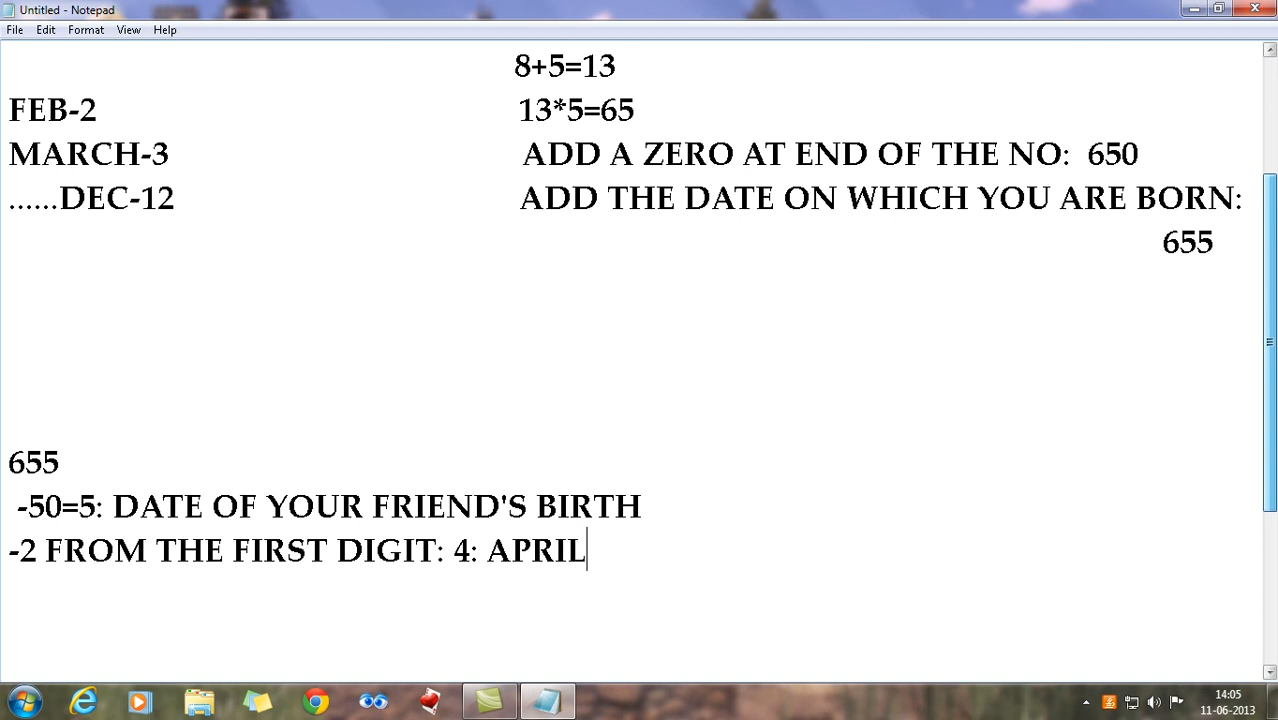 Untitled - Notepad
File Edit Format View Help
8+5=13
FEB-2 13*5=65
MARCH-3 ADD A ZERO AT END OF THE NO: 650
......DEC-12 ADD THE DATE ON WHICH YOU ARE BORN:
655
655
-50=5: DATE OF YOUR FRIEND'S BIRTH
-2 FROM THE FIRST DIGIT: 4: APRIL
14:05
11-06-2013